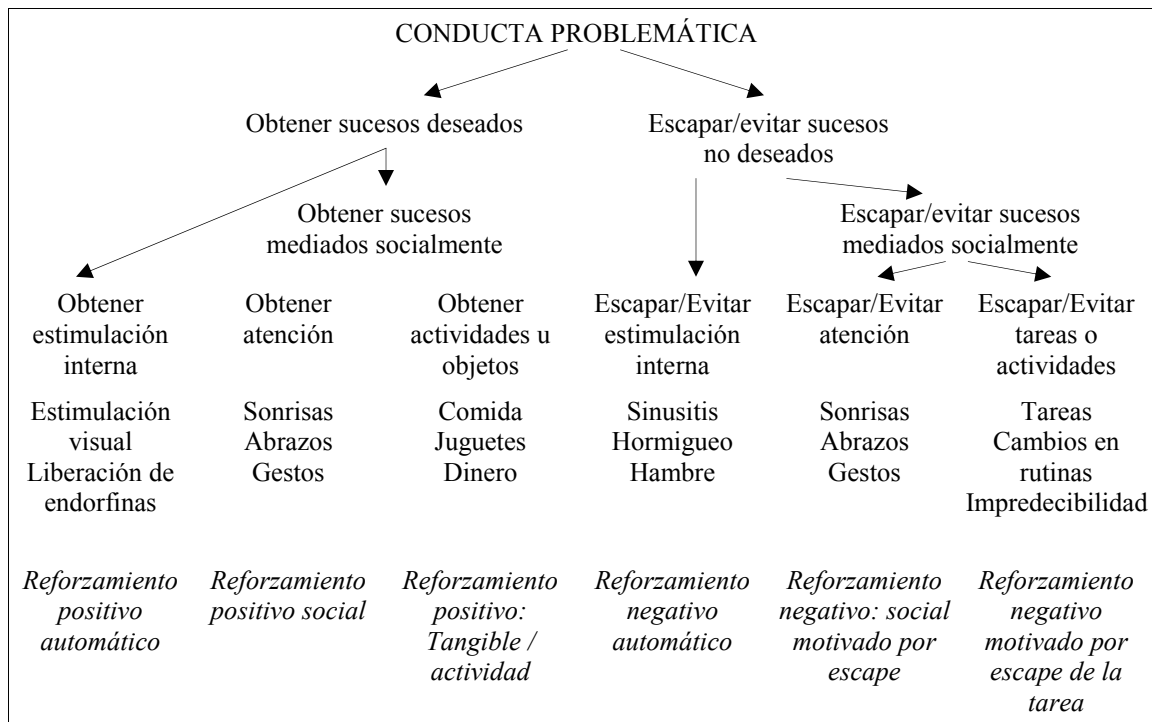 CONDUCTA PROBLEMÁTICA
Obtener sucesos deseados
Escapar/evitar sucesos
no deseados
Obtener sucesos
mediados socialmente
Escapar/evitar sucesos
mediados socialmente
Obtener
estimulación
interna
Obtener
atención
Obtener
actividades u
objetos
Escapar/Evitar
estimulación
interna
Escapar/Evitar
atención
Escapar/Evitar
tareas o
actividades
Estimulación
visual
Liberación de
endorfinas
Sonrisas
Abrazos
Gestos
Comida
Juguetes
Dinero
Sinusitis
Hormigueo
Hambre
Sonrisas
Abrazos
Gestos
Tareas
Cambios en
rutinas
Impredecibilidad
Reforzamiento
positivo
automático
Reforzamiento
positivo social
Reforzamiento
positivo:
Tangible /
actividad
Reforzamiento
negativo
automático
Reforzamiento
negativo: social
motivado por
escape
Reforzamiento
negativo
motivado por
escape de la
tarea